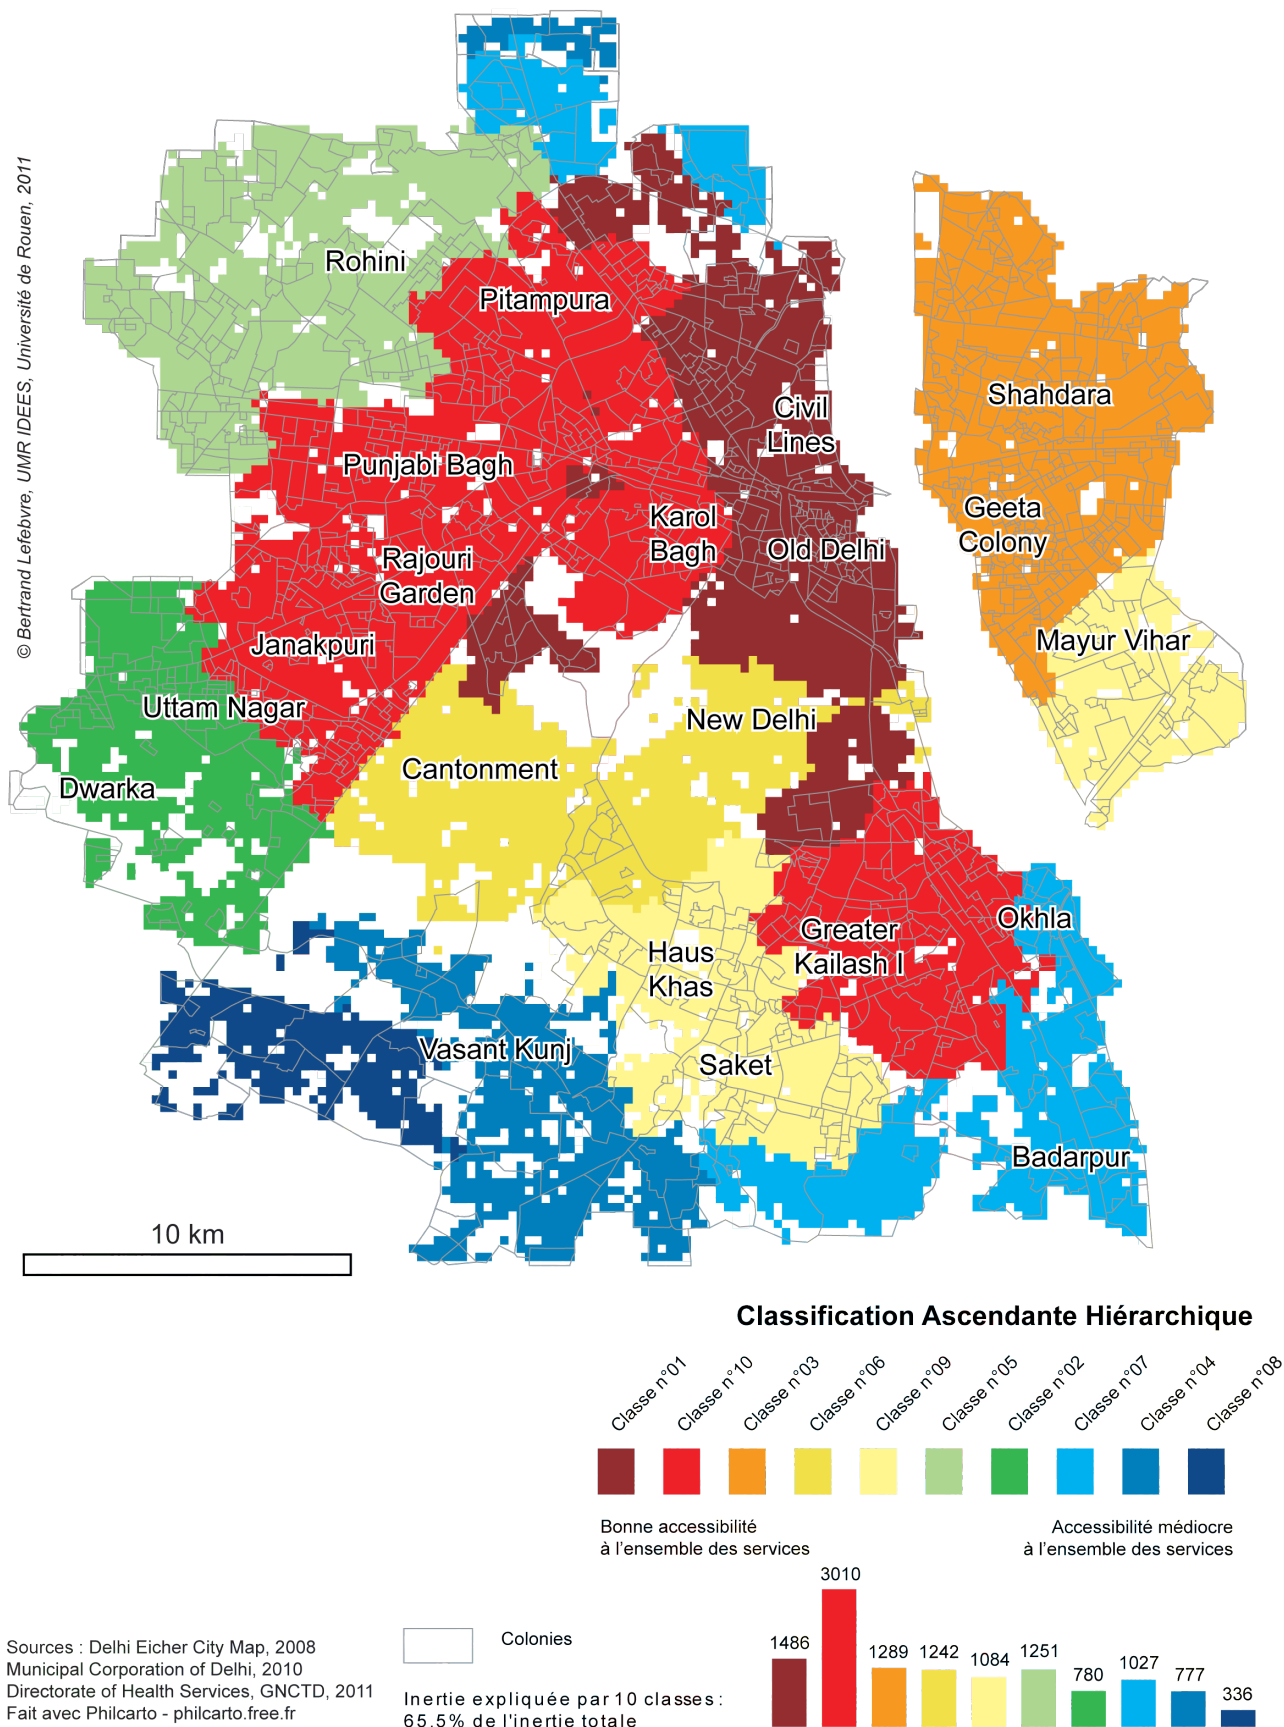 © Bertrand Lefebvre, UMR IDEES, Université de Rouen, 2011
Rohini
Pitampura
Civil
Lines
Shahdara
Punjabi Bagh
Karol
Bagh
Geeta
Colony
Old Delhi
Rajouri
Garden
Janakpuri
Mayur Vihar
Uttam Nagar
New Delhi
Cantonment
Dwarka
Okhla
Greater
Kailash I
Haus
Khas
Vasant Kunj
Saket
Badarpur
10 km
Classification Ascendante Hiérarchique
Classe n°01
Classe n°10
Classe n°03
Classe n°06
Classe n°09
Classe n°05
Classe n°02
Classe n°07
Classe n°04
Classe n°08
Bonne accessibilité
à l'ensemble des services
Accessibilité médiocre
à l'ensemble des services
3010
1486
1289
1242
1084
1251
780
1027
777
336
Colonies
Inertie expliquée par 10 classes :
65.5% de l'inertie totale
Sources : Delhi Eicher City Map, 2008
Municipal Corporation of Delhi, 2010
Directorate of Health Services, GNCTD, 2011
Fait avec Philcarto - philcarto.free.fr